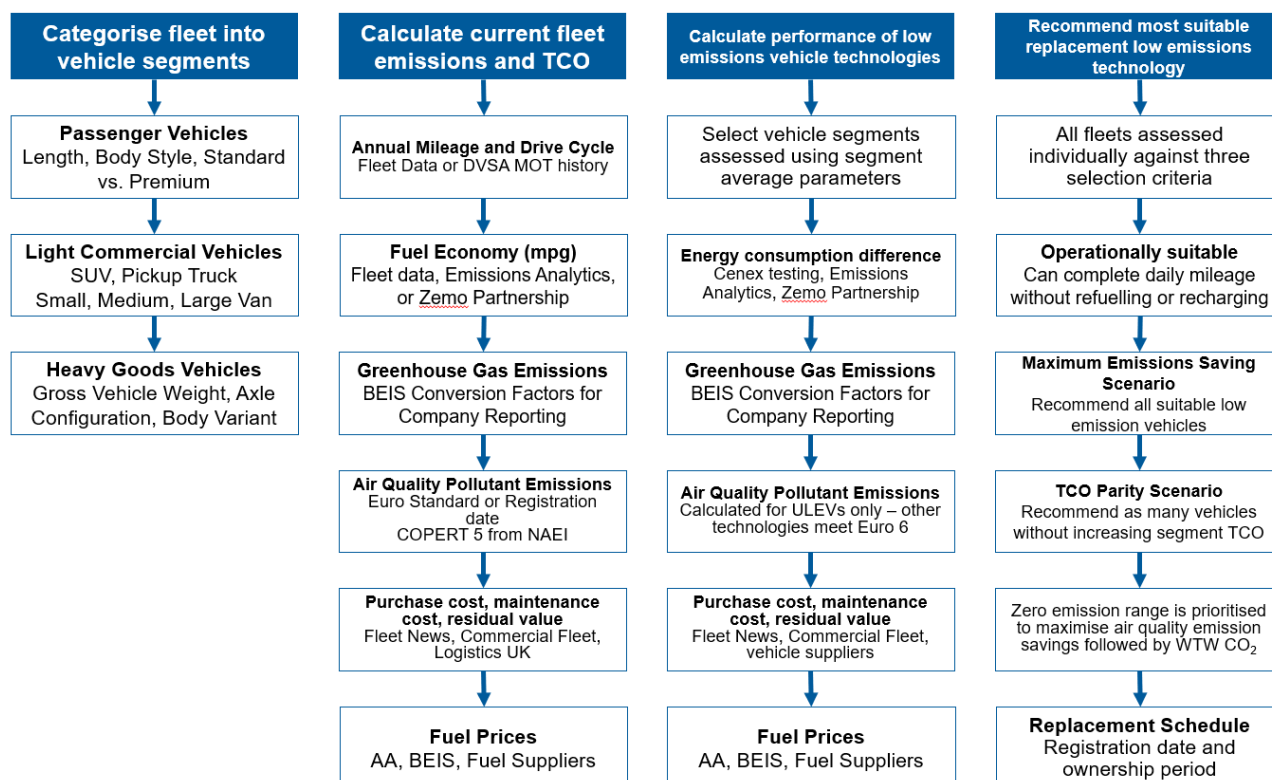 Categorise fleet into
vehicle segments
Passenger Vehicles
Length, Body Style, Standard
vs. Premium
Light Commercial Vehicles
SUV, Pickup Truck
Small, Medium, Large Van
Heavy Goods Vehicles
Gross Vehicle Weight, Axle
Configuration, Body Variant
Calculate current fleet
emissions and TCO
Annual Mileage and Drive Cycle
Fleet Data or DVSA MOT history
Fuel Economy (mpg)
Fleet data, Emissions Analytics,
or Zemo Partnership
Greenhouse Gas Emissions
BEIS Conversion Factors for
Company Reporting
Air Quality Pollutant Emissions
Euro Standard or Registration
date
COPERT 5 from NAEI
Purchase cost, maintenance
cost, residual value
Fleet News, Commercial Fleet,
Logistics UK
Fuel Prices
AA, BEIS, Fuel Suppliers
Calculate performance of low
emissions vehicle technologies
Select vehicle segments
assessed using segment
average parameters
Energy consumption difference
Cenex testing, Emissions
Analytics, Zemo Partnership
Greenhouse Gas Emissions
BEIS Conversion Factors for
Company Reporting
Air Quality Pollutant Emissions
Calculated for ULEVs only – other
technologies meet Euro 6
Purchase cost, maintenance
cost, residual value
Fleet News, Commercial Fleet,
vehicle suppliers
Fuel Prices
AA, BEIS, Fuel Suppliers
Recommend most suitable
replacement low emissions
technology
All fleets assessed
individually against three
selection criteria
Operationally suitable
Can complete daily mileage
without refuelling or recharging
Maximum Emissions Saving
Scenario
Recommend all suitable low
emission vehicles
TCO Parity Scenario
Recommend as many vehicles
without increasing segment TCO
Zero emission range is prioritised
to maximise air quality emission
savings followed by WTW CO₂
Replacement Schedule
Registration date and
ownership period